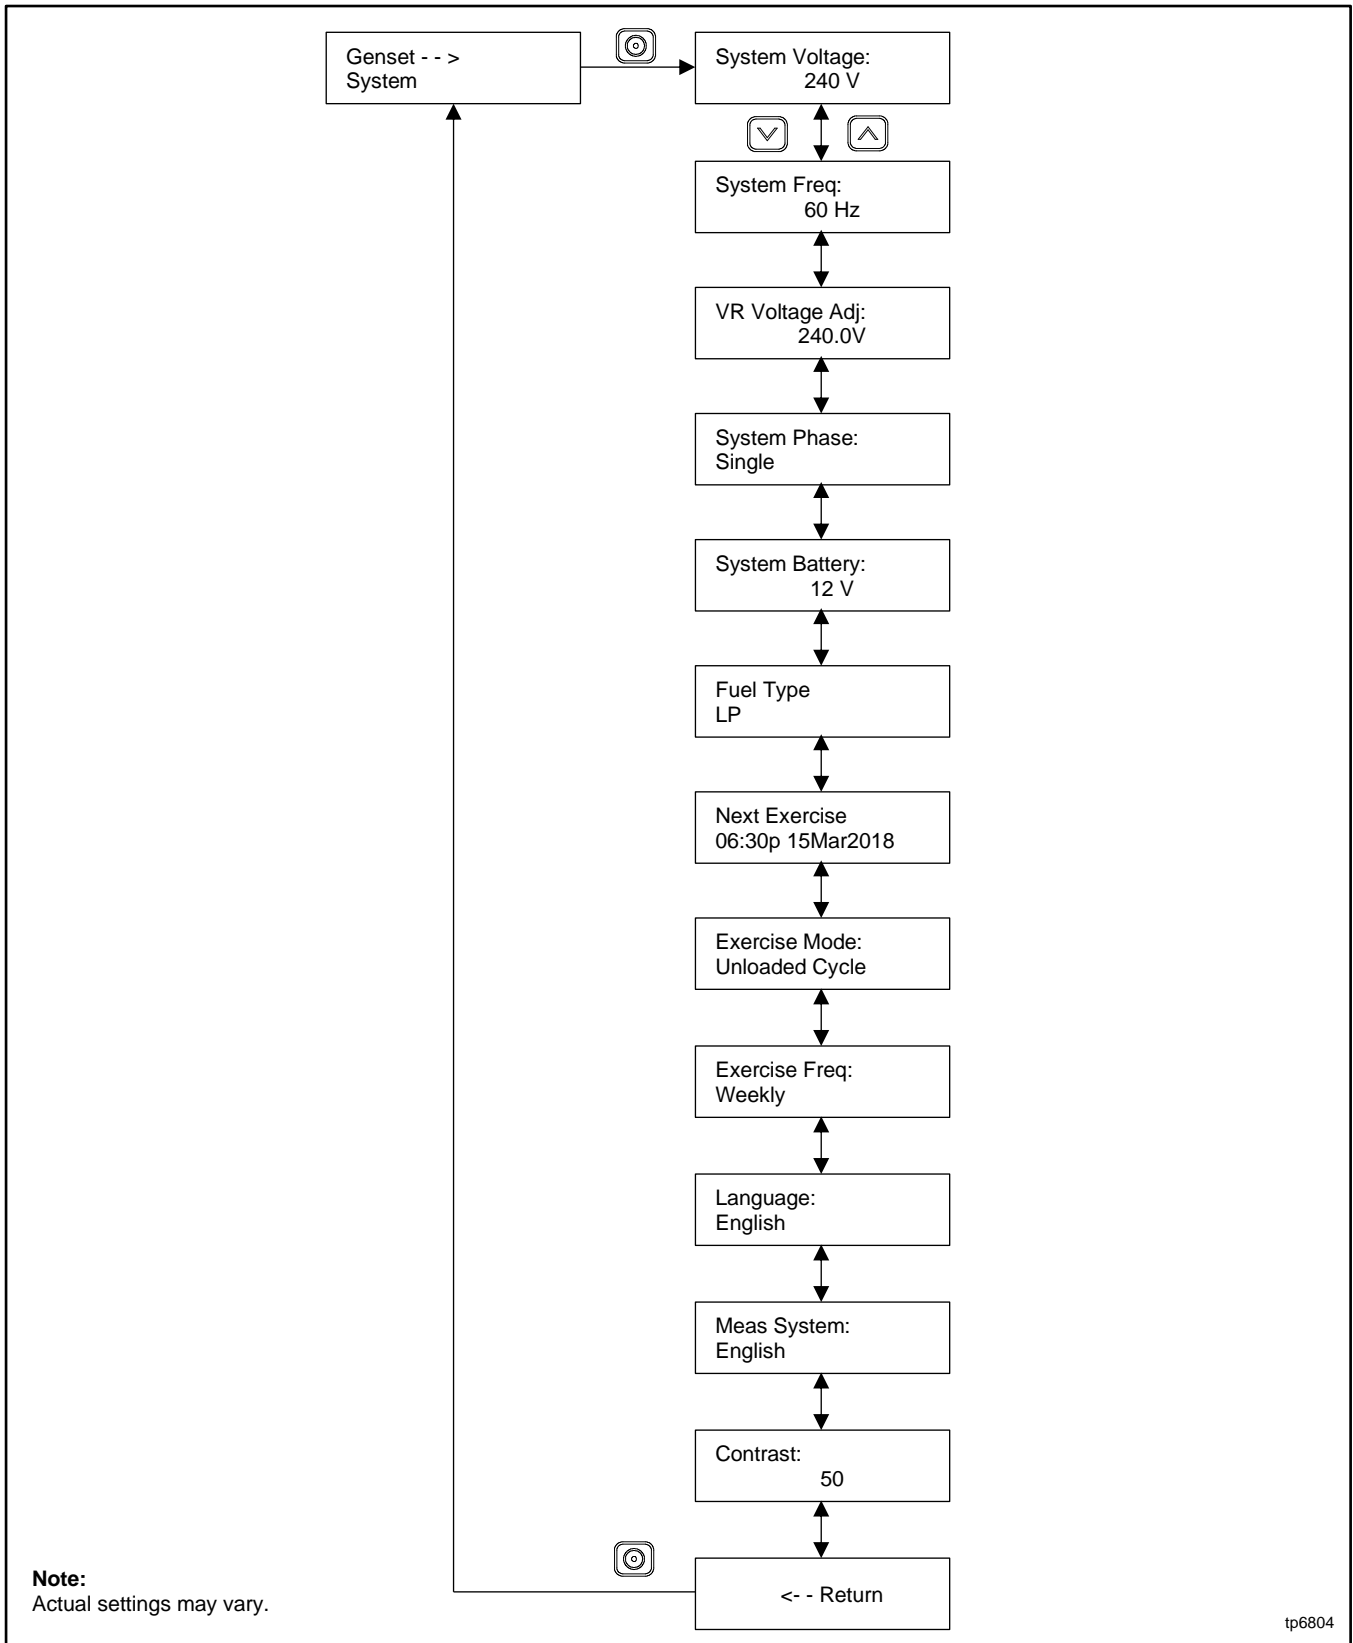 Genset - - >
System
System Voltage:
240 V
System Freq:
60 Hz
VR Voltage Adj:
240.0V
System Phase:
Single
System Battery:
12 V
Fuel Type
LP
Next Exercise
06:30p 15Mar2018
Exercise Mode:
Unloaded Cycle
Exercise Freq:
Weekly
Language:
English
Meas System:
English
Contrast:
50
<- - Return
Note:
Actual settings may vary.
tp6804